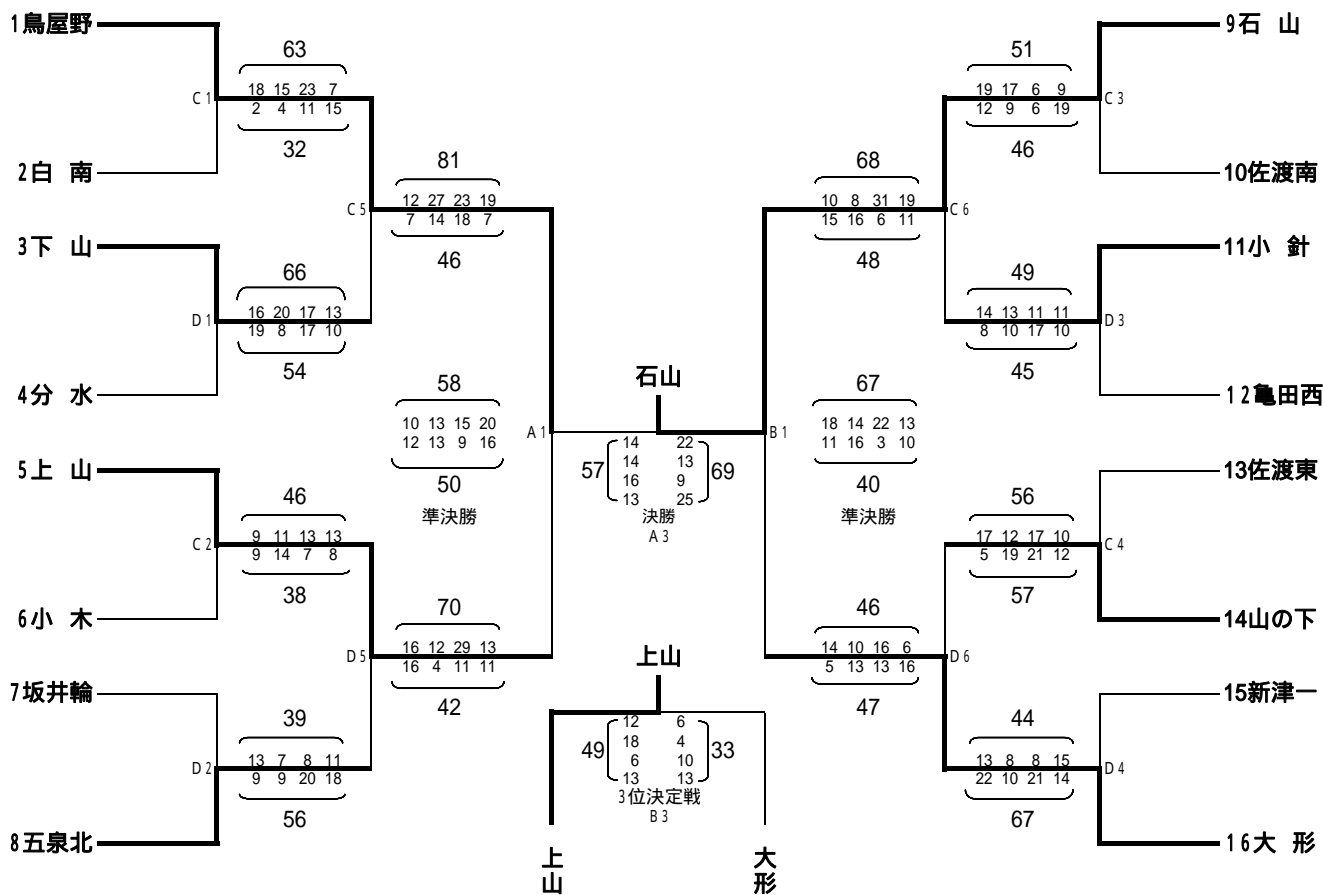 1鳥屋野
63
18 15 23 7
C1
2 4 11 15
32
2白 南
81
12 27 23 19
C5
7 14 18 7
46
3下 山
66
16 20 17 13
D1
19 8 17 10
54
4分 水
58
10 13 15 20
A1
12 13 9 16
50
準決勝
5上 山
46
9 11 13 13
C2
9 14 7 8
38
6小 木
70
16 12 29 13
D5
16 4 11 11
42
7坂井輪
39
13 7 8 11
D2
9 9 20 18
56
8五泉北
石山
14 22
14 13
57 69
16 9
13 25
決勝
A3
上山
12 6
18 4
49 33
6 10
13 13
3位決定戦
B3
上山
大形
9石 山
51
19 17 6 9
C3
12 9 6 19
46
10佐渡南
68
10 8 31 19
C6
15 16 6 11
48
11小 針
49
14 13 11 11
D3
8 10 17 10
45
12亀田西
67
18 14 22 13
B1
11 16 3 10
40
準決勝
13佐渡東
56
17 12 17 10
C4
5 19 21 12
57
14山の下
46
14 10 16 6
D6
5 13 13 16
47
15新津一
44
13 8 8 15
D4
22 10 21 14
67
16大 形